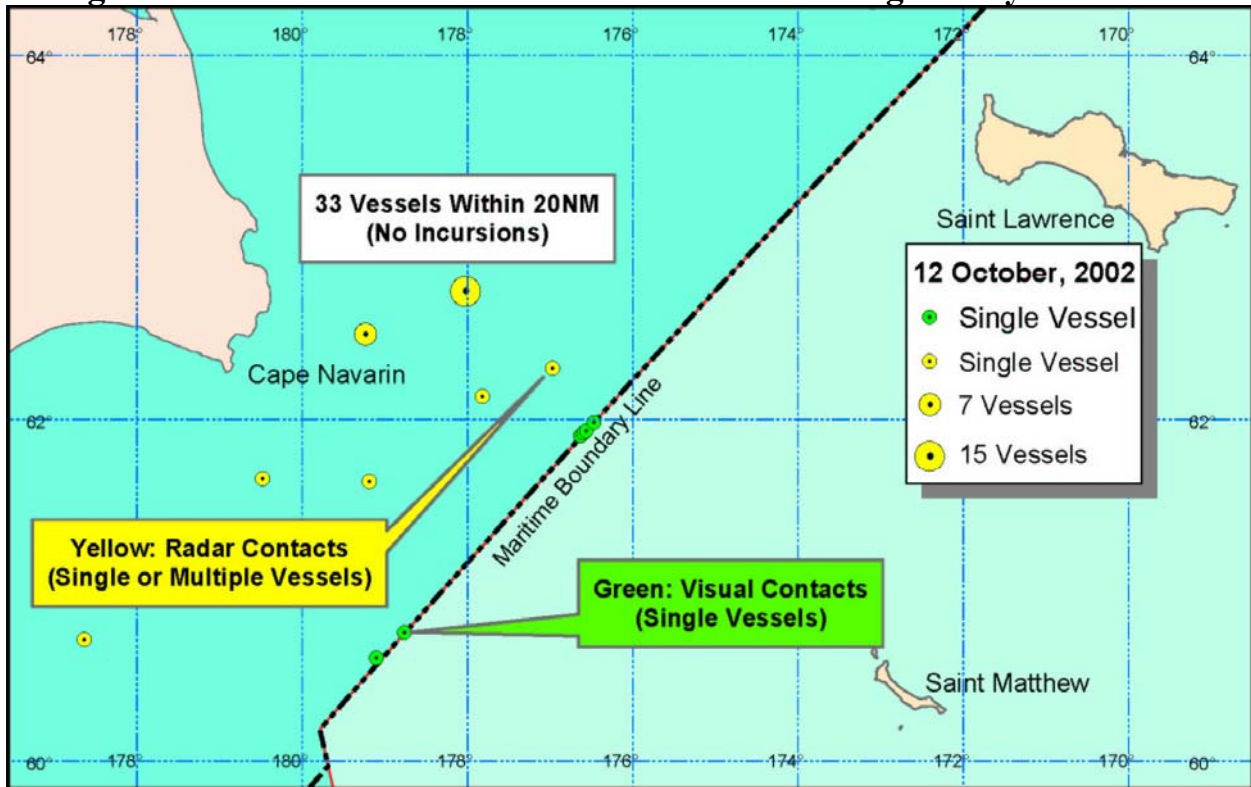 178° 180° 178° 176° 174° 172° 170°
64° 64°
33 Vessels Within 20NM
(No Incursions)
Saint Lawrence
12 October, 2002
Single Vessel
Single Vessel
7 Vessels
15 Vessels
Cape Navarin
62° 62°
Maritime Boundary Line
Yellow: Radar Contacts
(Single or Multiple Vessels)
Green: Visual Contacts
(Single Vessels)
Saint Matthew
60° 60°
178° 180° 178° 176° 174° 172° 170°